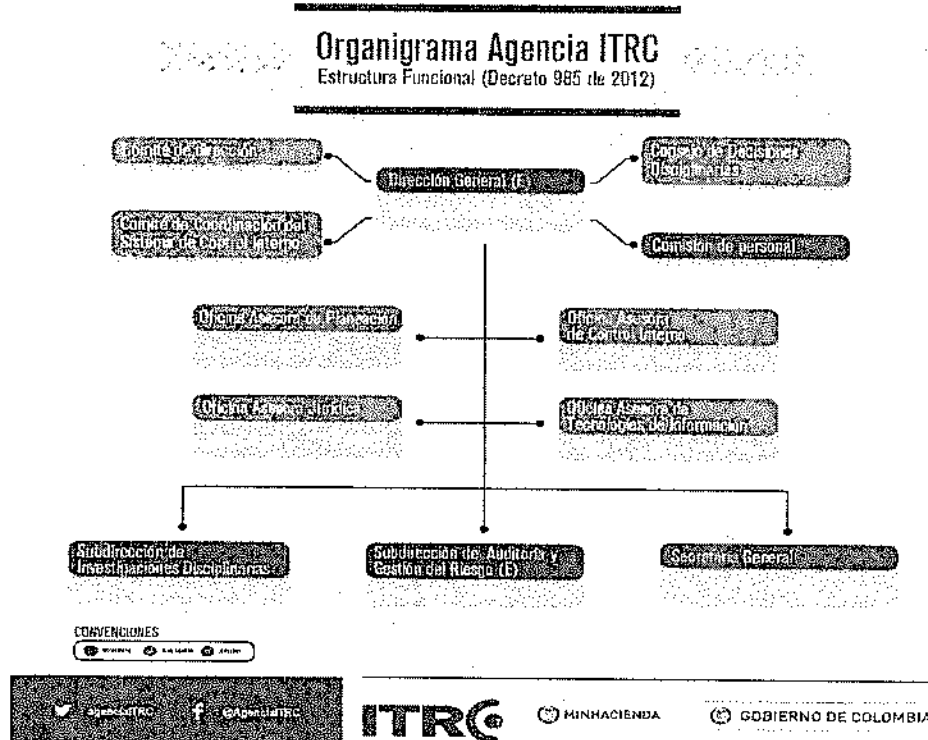 Organigrama Agencia ITRC
Estructura Funcional (Decreto 985 de 2012)
Comité de Dirección
Consejo de Decisiones
Disciplinarias
Dirección General (E)
Comité de Coordinación del
Sistema de Control Interno
Comisión de personal
Oficina Asesora de Planeación
Oficina Asesora
de Control Interno
Oficina Asesora Jurídica
Oficina Asesora de
Tecnologías de Información
Subdirección de
Investigaciones Disciplinarias
Subdirección de Auditoría y
Gestión del Riesgo (E)
Secretaría General
CONVENCIONES
AgenciaITRC
@AgenciaITRC
ITRC
MINHACIENDA
GOBIERNO DE COLOMBIA